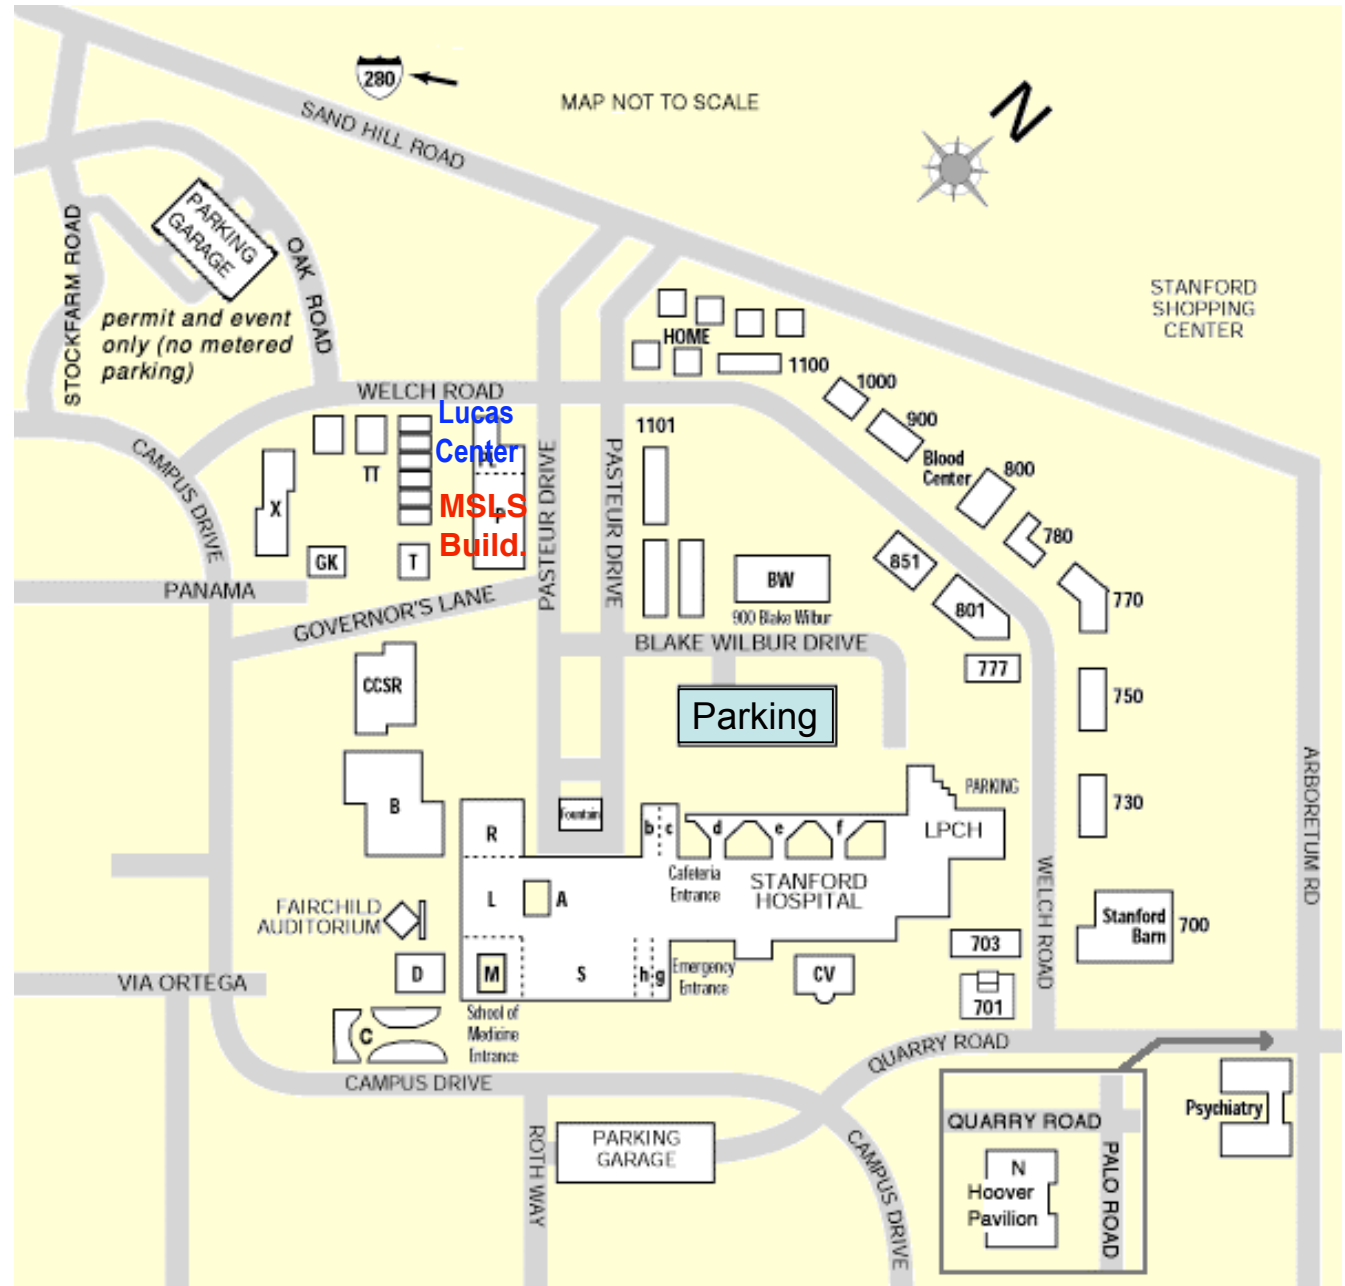 280
MAP NOT TO SCALE
N
SAND HILL ROAD
PARKING
GARAGE
OAK ROAD
STOCKFARM ROAD
permit and event
only (no metered
parking)
STANFORD
SHOPPING
CENTER
HOME
1100
1000
900
Blood
Center
800
780
770
750
730
WELCH ROAD
Lucas
Center
MSLS
Build.
P
1101
CAMPUS DRIVE
TT
X
GK
T
PASTEUR DRIVE
PASTEUR DRIVE
BW
900 Blake Wilbur
851
801
777
PANAMA
GOVERNOR'S LANE
BLAKE WILBUR DRIVE
CCSR
Parking
B
Fountain
R
b
c
d
e
f
PARKING
LPCH
ARBORETUM RD
WELCH ROAD
Cafeteria
Entrance
STANFORD
HOSPITAL
L
A
FAIRCHILD
AUDITORIUM
Stanford
Barn
700
703
701
D
M
S
h
g
Emergency
Entrance
CV
VIA ORTEGA
School of
Medicine
Entrance
C
QUARRY ROAD
CAMPUS DRIVE
ROTH WAY
PARKING
GARAGE
CAMPUS DRIVE
QUARRY ROAD
PALO ROAD
N
Hoover
Pavilion
Psychiatry